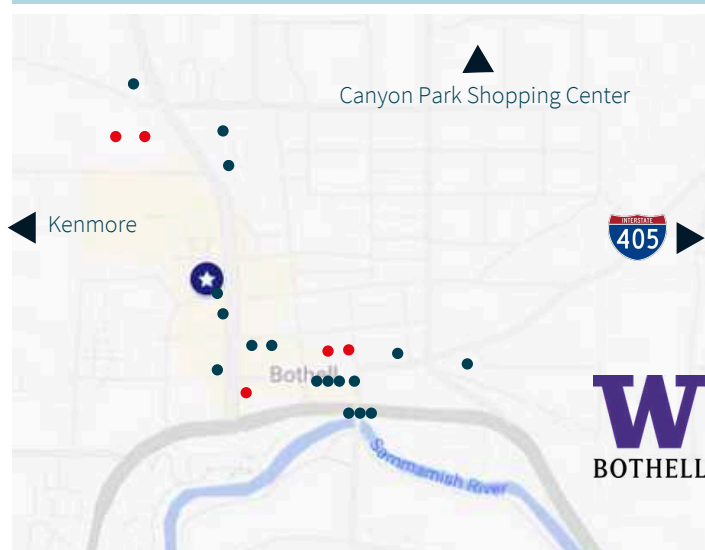 Canyon Park Shopping Center
Kenmore
INTERSTATE
405
Bothell
Sammamish River
W
BOTHELL